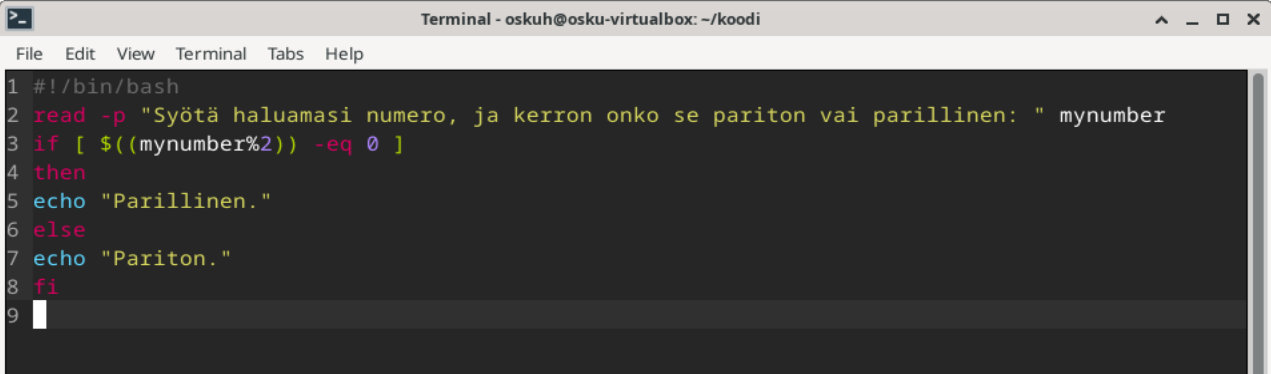 Terminal - oskuh@osku-virtualbox: ~/koodi
File Edit View Terminal Tabs Help
1 #!/bin/bash
2 read -p "Syötä haluamasi numero, ja kerron onko se pariton vai parillinen: " mynumber
3 if [ $((mynumber%2)) -eq 0 ]
4 then
5 echo "Parillinen."
6 else
7 echo "Pariton."
8 fi
9